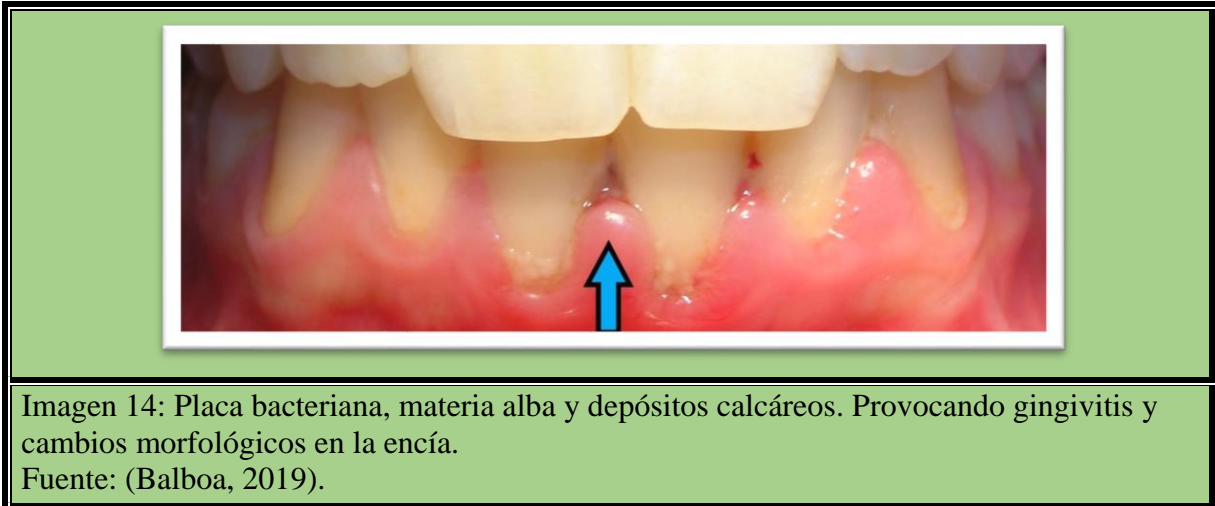 Imagen 14: Placa bacteriana, materia alba y depósitos calcáreos. Provocando gingivitis y
cambios morfológicos en la encía.
Fuente: (Balboa, 2019).